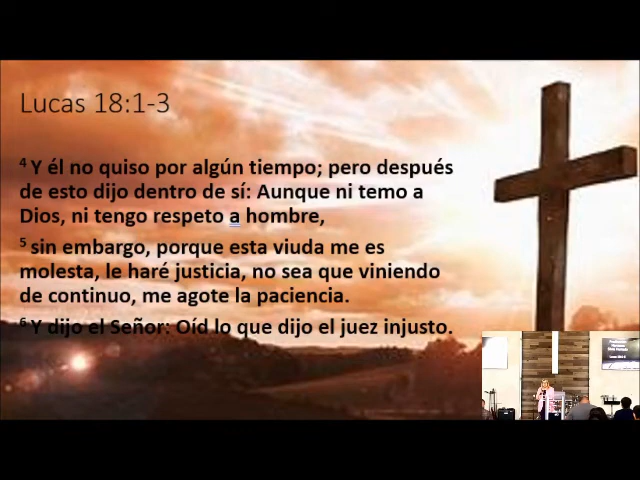 Lucas 18:1-3
4 Y él no quiso por algún tiempo; pero después
de esto dijo dentro de sí: Aunque ni temo a
Dios, ni tengo respeto a hombre,
5 sin embargo, porque esta viuda me es
molesta, le haré justicia, no sea que viniendo
de continuo, me agote la paciencia.
6 Y dijo el Señor: Oíd lo que dijo el juez injusto.